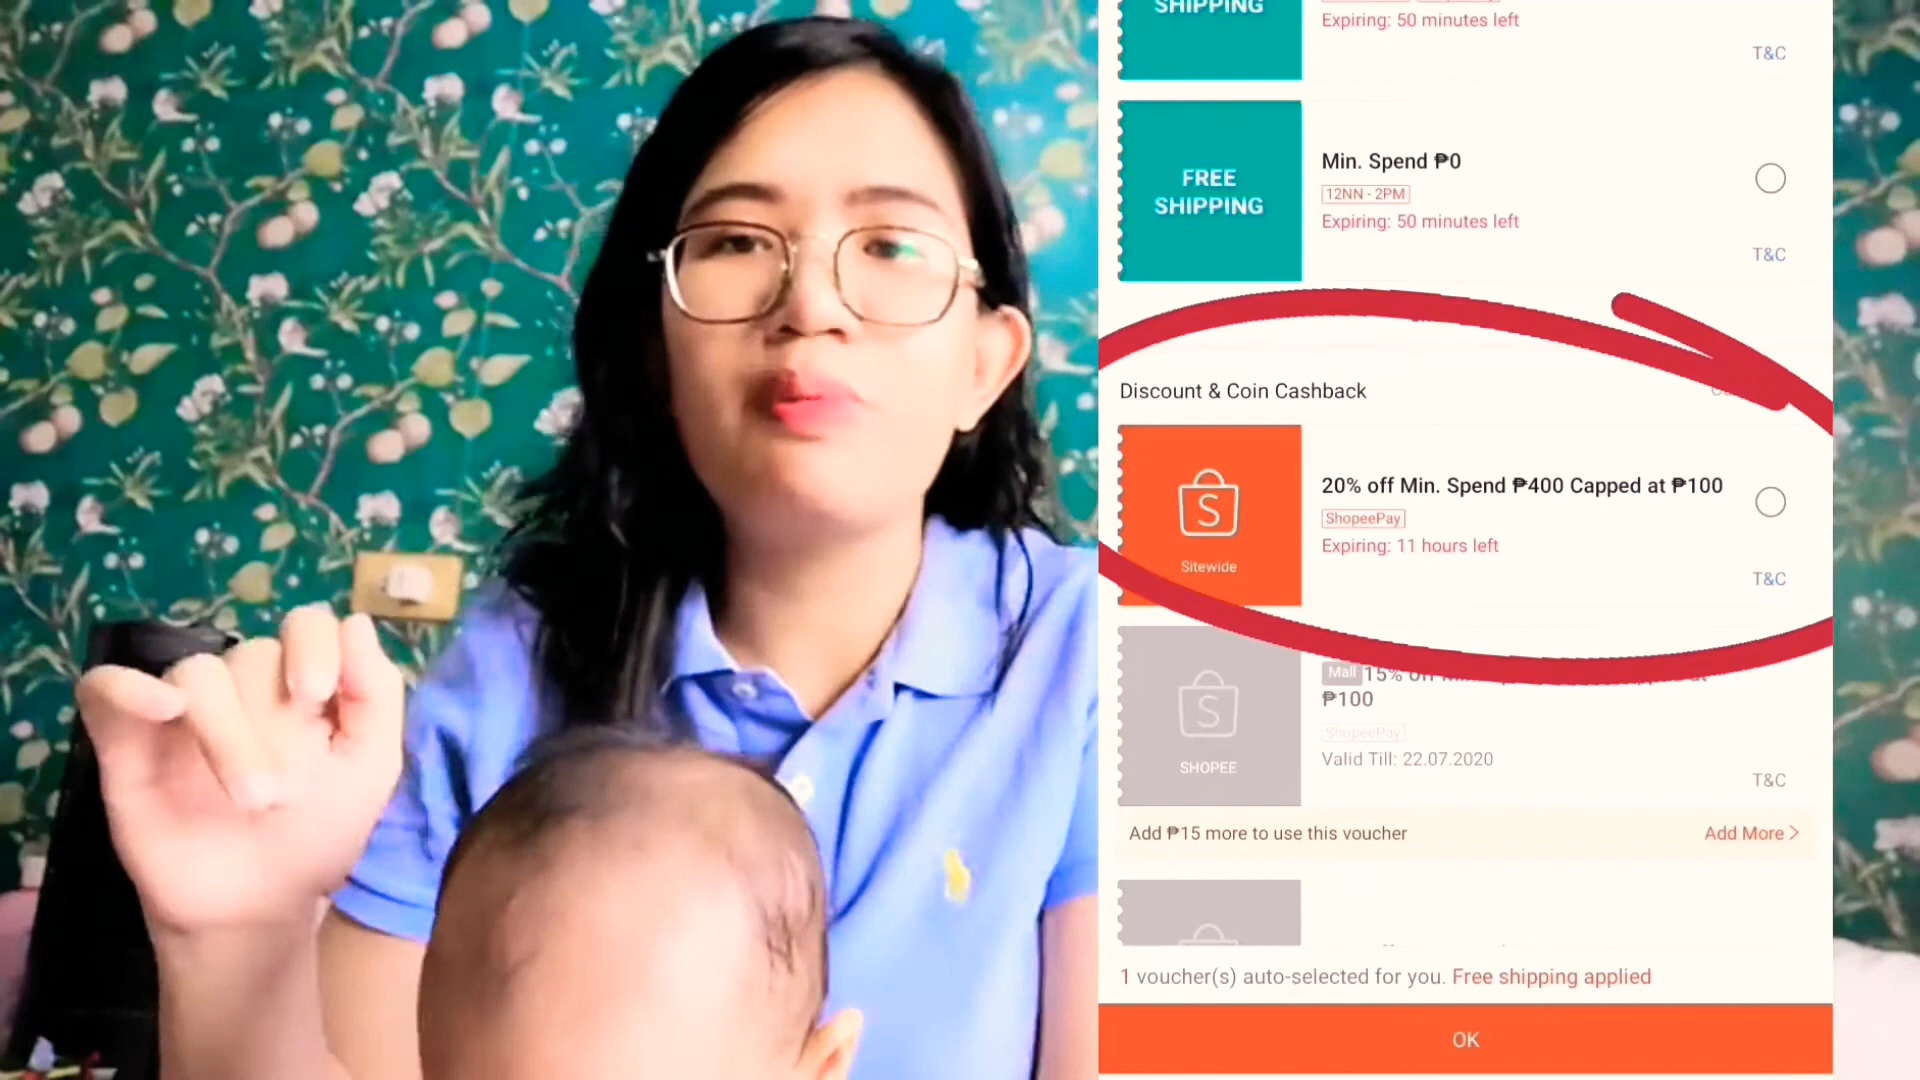 SHIPPING
Expiring: 50 minutes left
T&C
FREE
SHIPPING
Min. Spend ₱0
12NN - 2PM
Expiring: 50 minutes left
T&C
Discount & Coin Cashback
S
Sitewide
20% off Min. Spend ₱400 Capped at ₱100
ShopeePay
Expiring: 11 hours left
T&C
S
SHOPEE
Mall 15% off
₱100
ShopeePay
Valid Till: 22.07.2020
T&C
Add ₱15 more to use this voucher
Add More >
1 voucher(s) auto-selected for you. Free shipping applied
OK